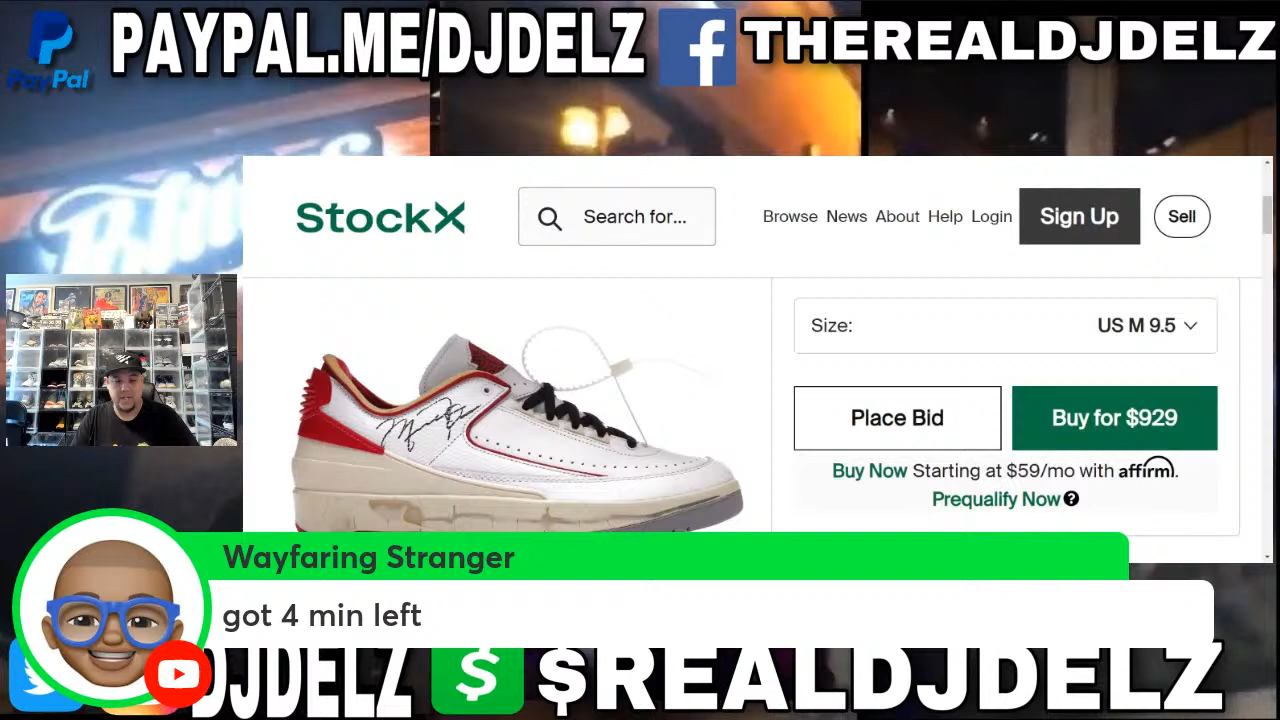 PayPal
PAYPAL.ME/DJDELZ
THEREALDJDELZ
StockX
Search for...
Browse News About Help Login
Sign Up
Sell
Size:
US M 9.5
Place Bid
Buy for $929
Buy Now Starting at $59/mo with affirm.
Prequalify Now ?
Wayfaring Stranger
got 4 min left
DJDELZ
$
$REALDJDELZ